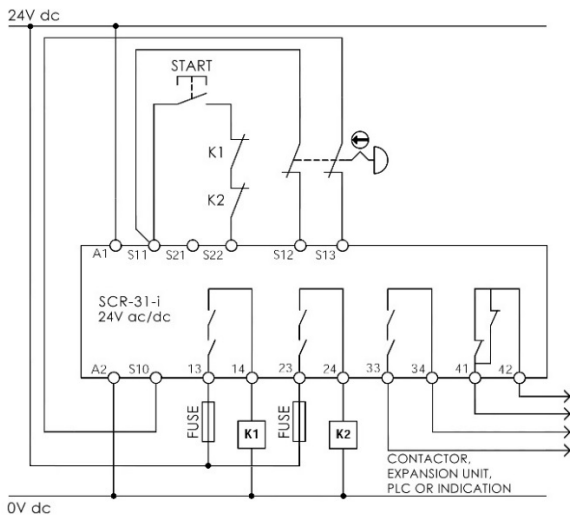 24V dc
START
K1
K2
A1 S11 S21 S22 S12 S13
SCR-31-i
24V ac/dc
A2 S10 13 14 23 24 33 34 41 42
FUSE
K1
FUSE
K2
CONTACTOR,
EXPANSION UNIT,
PLC OR INDICATION
0V dc